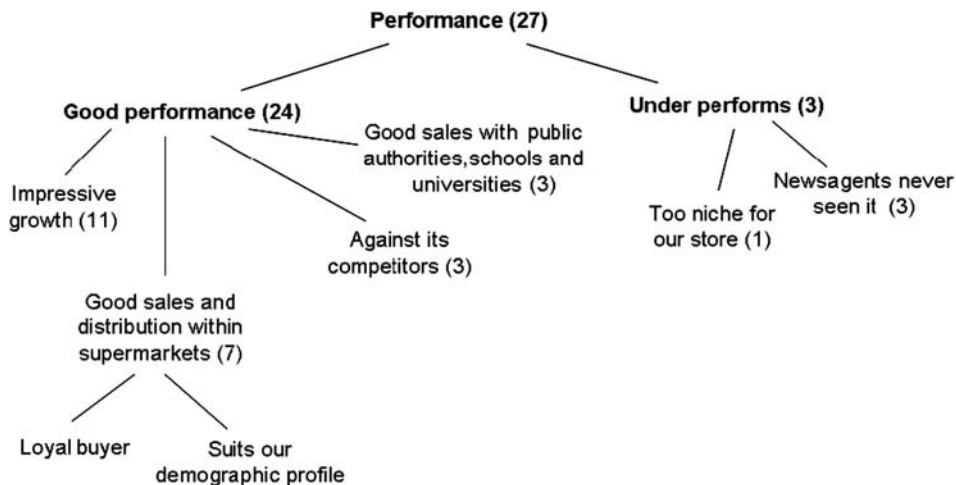 Performance (27)
Good performance (24)
Under performs (3)
Good sales with public
authorities,schools and
universities (3)
Impressive
growth (11)
Against its
competitors (3)
Too niche for
our store (1)
Newsagents never
seen it (3)
Good sales and
distribution within
supermarkets (7)
Loyal buyer
Suits our
demographic profile